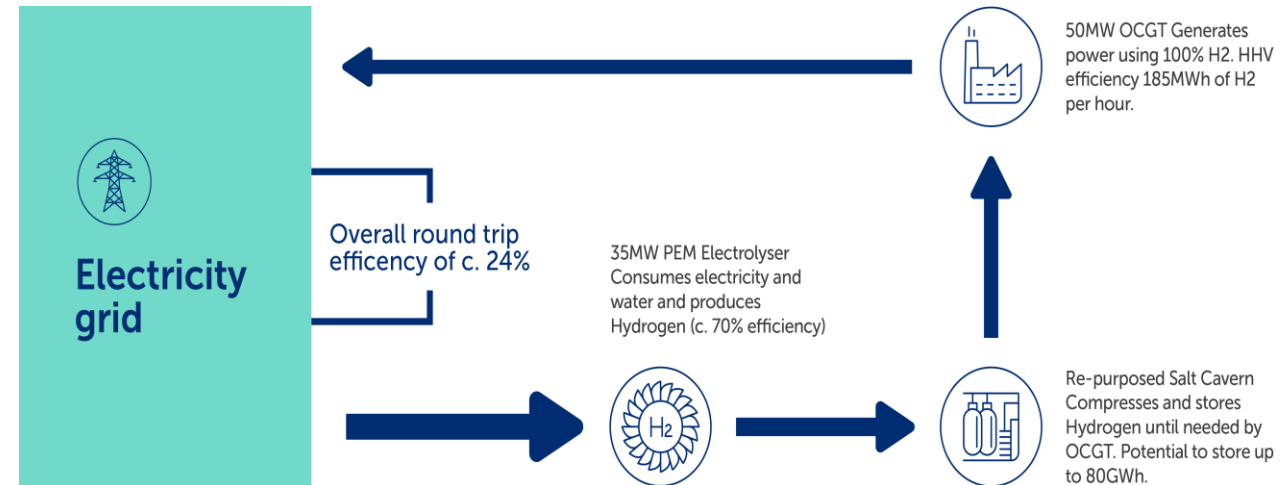 50MW OCGT Generates
power using 100% H2. HHV
efficiency 185MWh of H2
per hour.
Overall round trip
efficency of c. 24%
Electricity
grid
35MW PEM Electrolyser
Consumes electricity and
water and produces
Hydrogen (c. 70% efficiency)
H2
Re-purposed Salt Cavern
Compresses and stores
Hydrogen until needed by
OCGT. Potential to store up
to 80GWh.